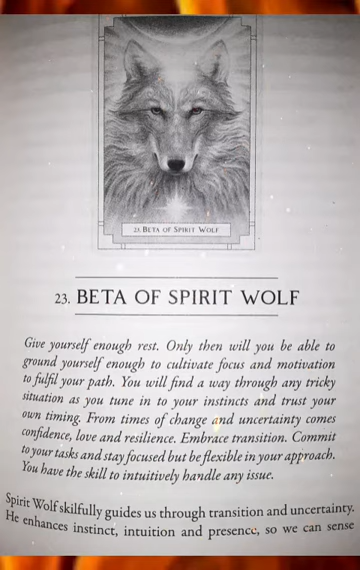 23. BETA OF SPIRIT WOLF
23. BETA OF SPIRIT WOLF
Give yourself enough rest. Only then will you be able to
ground yourself enough to cultivate focus and motivation
to fulfil your path. You will find a way through any tricky
situation as you tune in to your instincts and trust your
own timing. From times of change and uncertainty comes
confidence, love and resilience. Embrace transition. Commit
to your tasks and stay focused but be flexible in your approach.
You have the skill to intuitively handle any issue.
Spirit Wolf skilfully guides us through transition and uncertainty.
He enhances instinct, intuition and presence, so we can sense